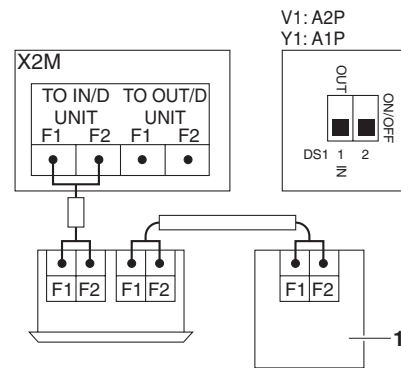 V1: A2P
Y1: A1P
X2M
TO IN/D UNIT
TO OUT/D UNIT
F1 F2 F1 F2
OUT
ON/OFF
DS1 1 2
IN
F1 F2 F1 F2
F1 F2
1